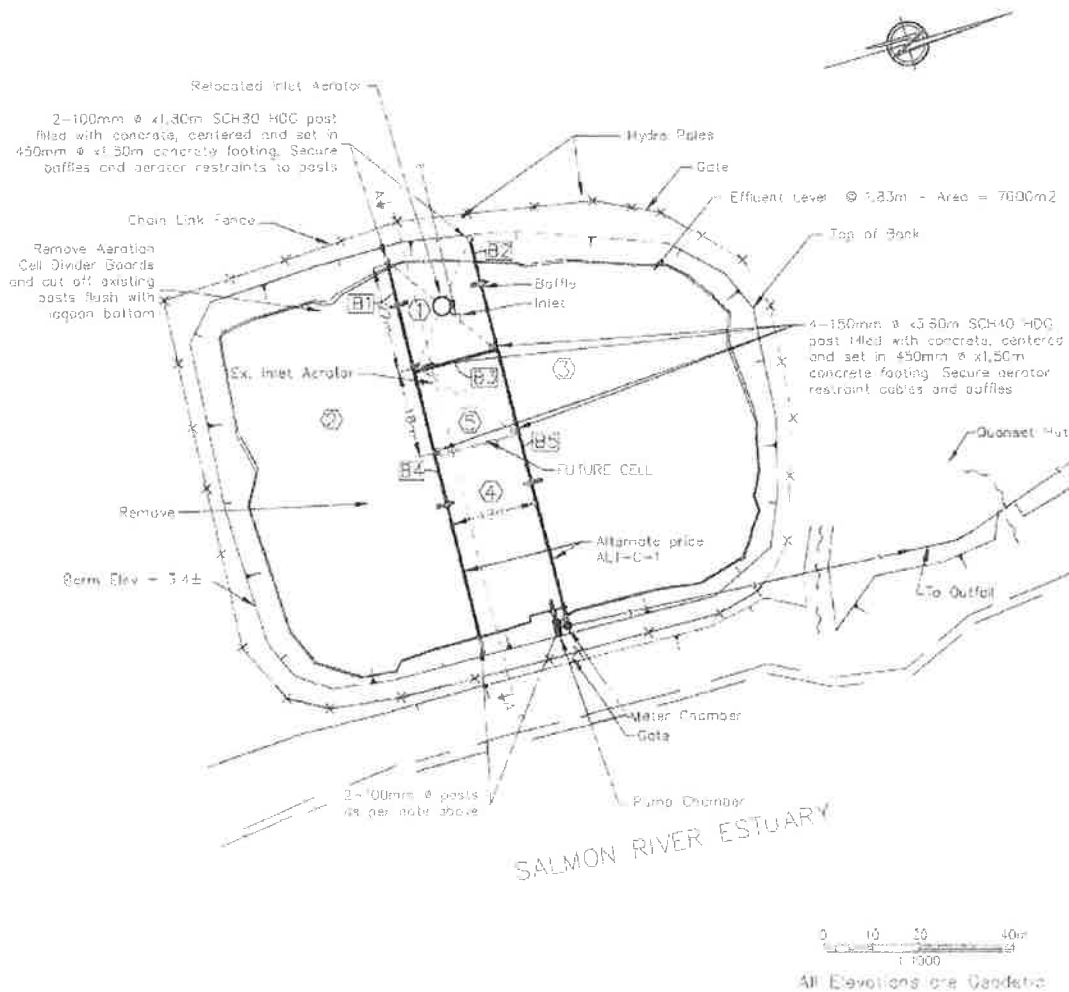 Relocated Inlet Aerator
2-100mm ø x1.80m SCH80 HDG post
filled with concrete, centered and set in
450mm ø x1.50m concrete footing. Secure
baffles and aerator restraints to posts
Hydro Poles
Gate
Effluent Level @ 1.83m - Area = 7600m2
Chain Link Fence
Top of Bank
Remove Aeration
Cell Divider Boards
and cut off existing
posts flush with
lagoon bottom
B2
Baffle
B1
1
Inlet
4-150mm ø x3.60m SCH40 HDG
post filled with concrete, centered
and set in 450mm ø x1.50m
concrete footing. Secure aerator
restraint cables and baffles
Ex. Inlet Aerator
B3
3
2
5
B5
Quonset Hut
B4
FUTURE CELL
4
Remove
Alternate price
ALT-C-1
Berm Elev = 3.4±
To Outfall
Meter Chamber
Gate
2-100mm ø posts
as per note above
Pump Chamber
SALMON RIVER ESTUARY
0 10 20 40m
1:1000
All Elevations are Geodetic